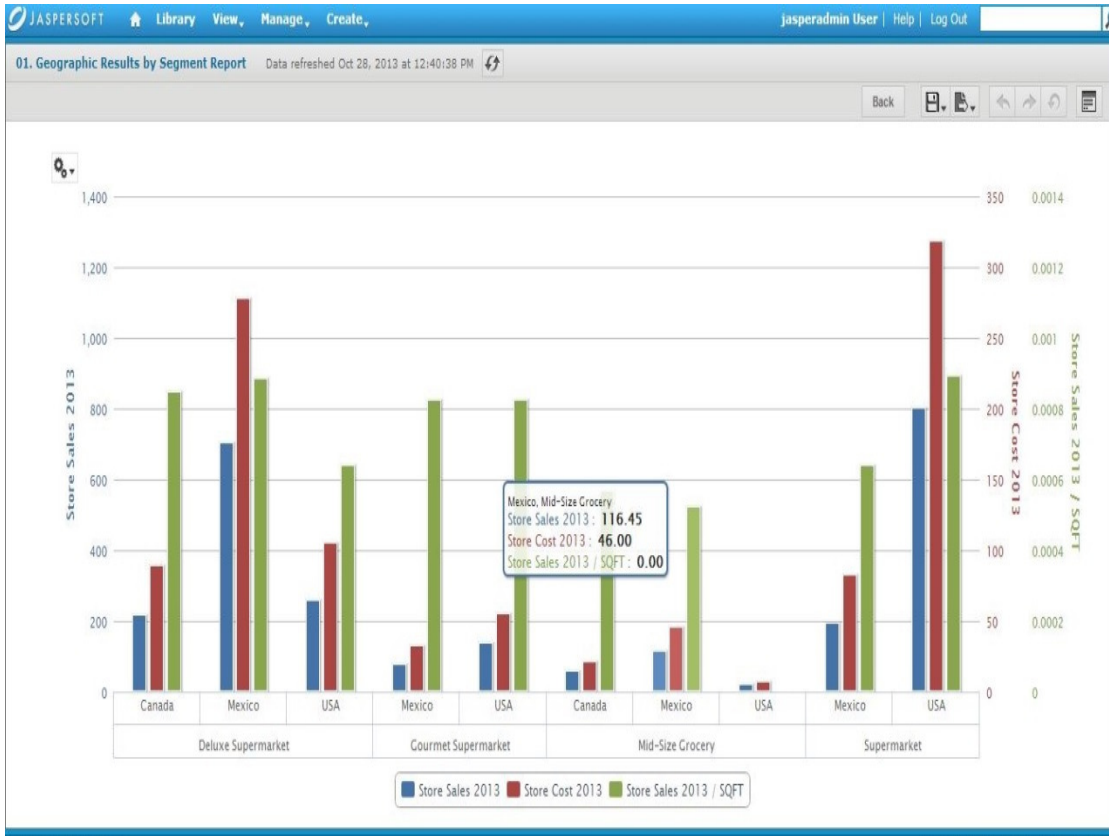 JASPERSOFT Library View Manage Create jasperadmin User | Help | Log Out
01. Geographic Results by Segment Report Data refreshed Oct 28, 2013 at 12:40:38 PM
Back
1,400 350 0.0014
1,200 300 0.0012
1,000 250 0.001
800 200 0.0008
600 150 0.0006
400 100 0.0004
200 50 0.0002
0 0 0
Store Sales 2013
Store Cost 2013
Store Sales 2013 / SQFT
Mexico, Mid-Size Grocery
Store Sales 2013 : 116.45
Store Cost 2013 : 46.00
Store Sales 2013 / SQFT : 0.00
Canada Mexico USA Mexico USA Canada Mexico USA Mexico USA
Deluxe Supermarket Gourmet Supermarket Mid-Size Grocery Supermarket
Store Sales 2013 Store Cost 2013 Store Sales 2013 / SQFT